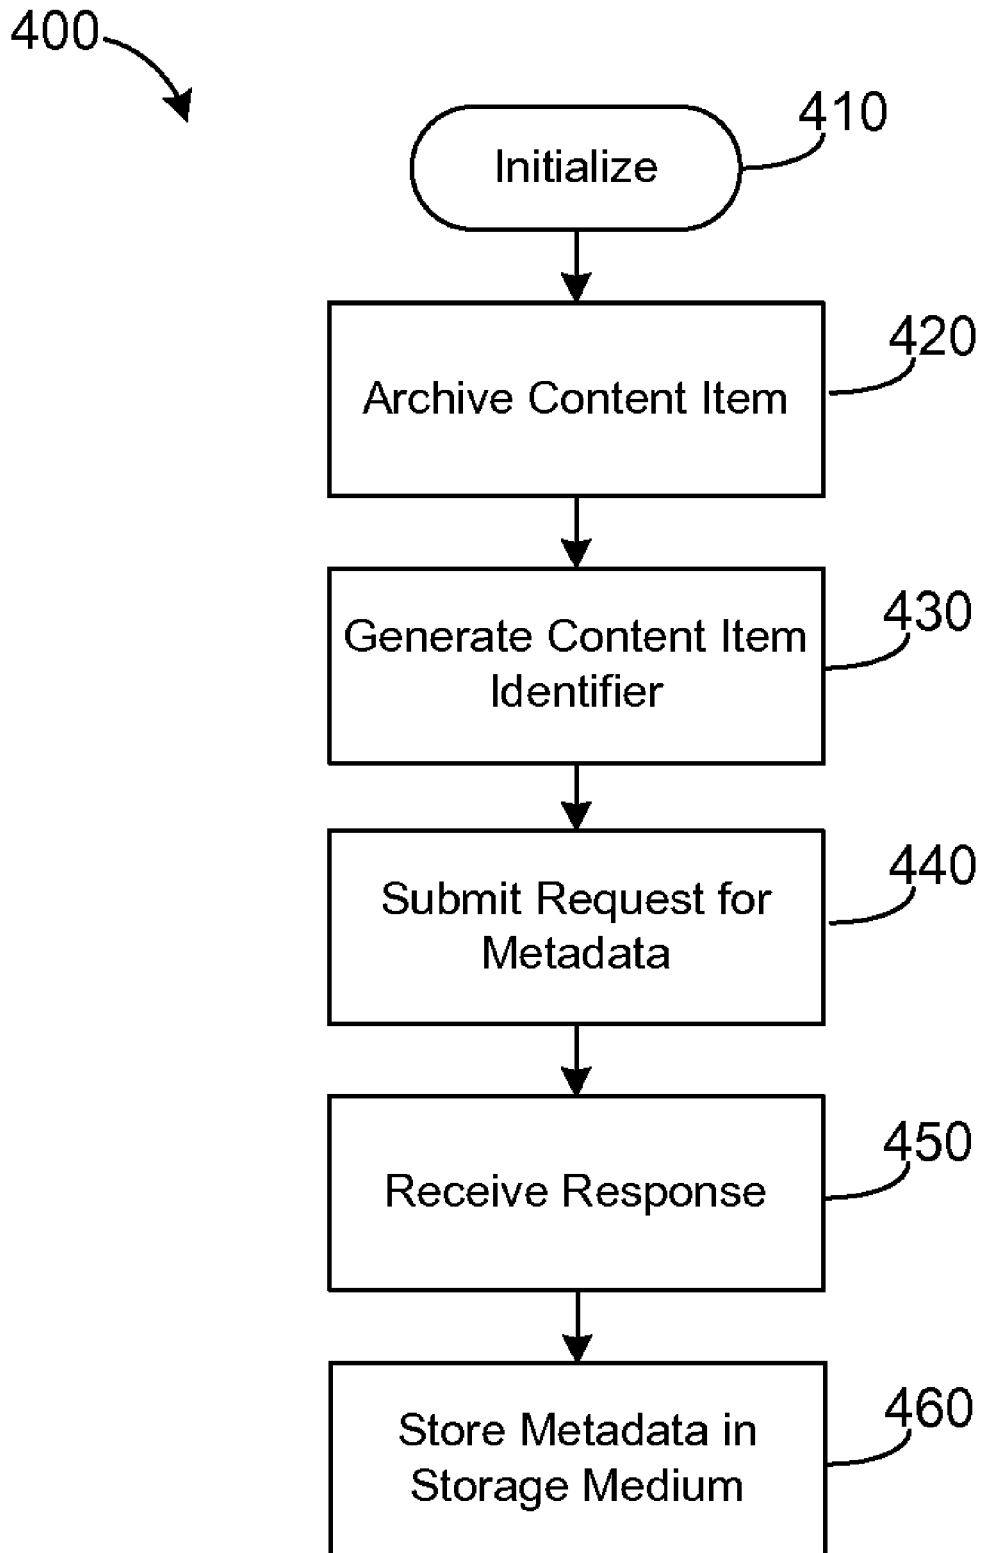 400
410
Initialize
420
Archive Content Item
430
Generate Content Item
Identifier
440
Submit Request for
Metadata
450
Receive Response
460
Store Metadata in
Storage Medium